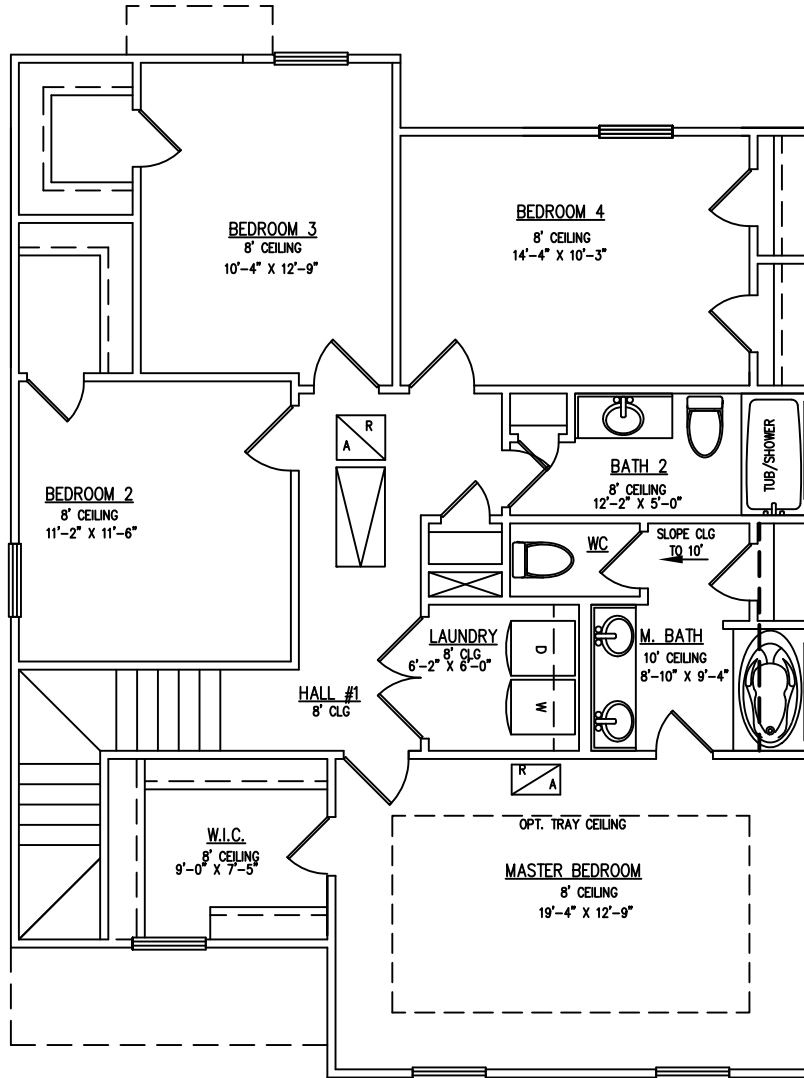 BEDROOM 3
8' CEILING
10'-4" X 12'-9"
BEDROOM 4
8' CEILING
14'-4" X 10'-3"
R
A
BEDROOM 2
8' CEILING
11'-2" X 11'-6"
BATH 2
8' CEILING
12'-2" X 5'-0"
TUB/SHOWER
WC
SLOPE CLG
TO 10'
LAUNDRY
8' CLG
6'-2" X 6'-0"
D
W
M. BATH
10' CEILING
8'-10" X 9'-4"
HALL #1
8' CLG
R
A
W.I.C.
8' CEILING
9'-0" X 7'-5"
OPT. TRAY CEILING
MASTER BEDROOM
8' CEILING
19'-4" X 12'-9"